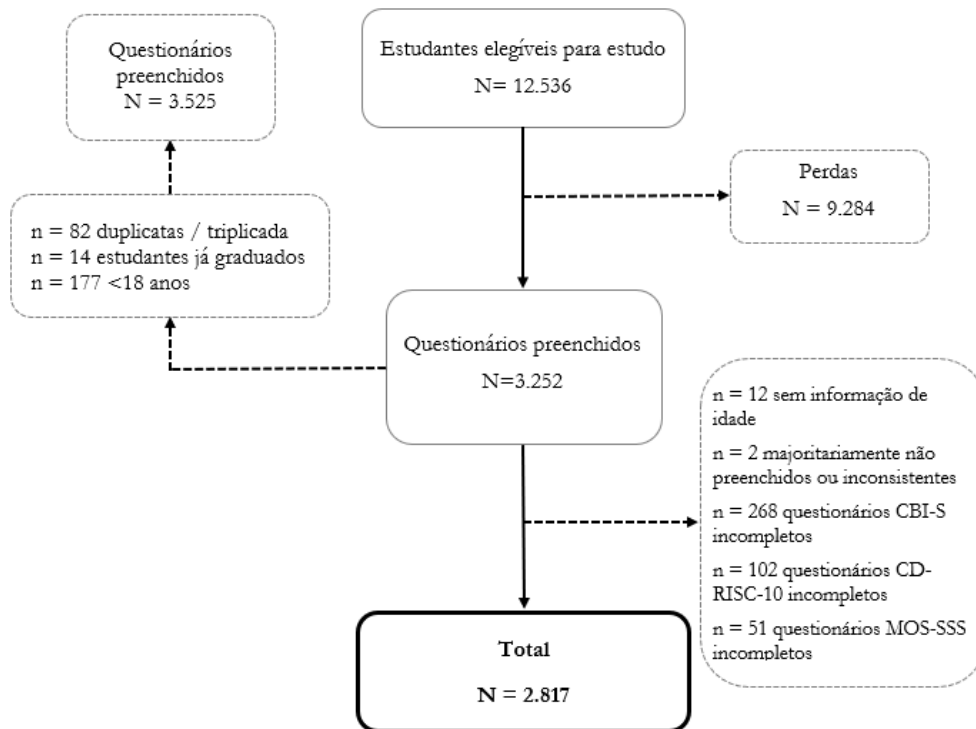 Questionários
preenchidos
N = 3.525
Estudantes elegíveis para estudo
N= 12.536
Perdas
N = 9.284
n = 82 duplicatas / triplicada
n = 14 estudantes já graduados
n = 177 <18 anos
Questionários preenchidos
N=3.252
n = 12 sem informação de
idade
n = 2 majoritariamente não
preenchidos ou inconsistentes
n = 268 questionários CBI-S
incompletos
n = 102 questionários CD-
RISC-10 incompletos
n = 51 questionários MOS-SSS
incompletos
Total
N = 2.817